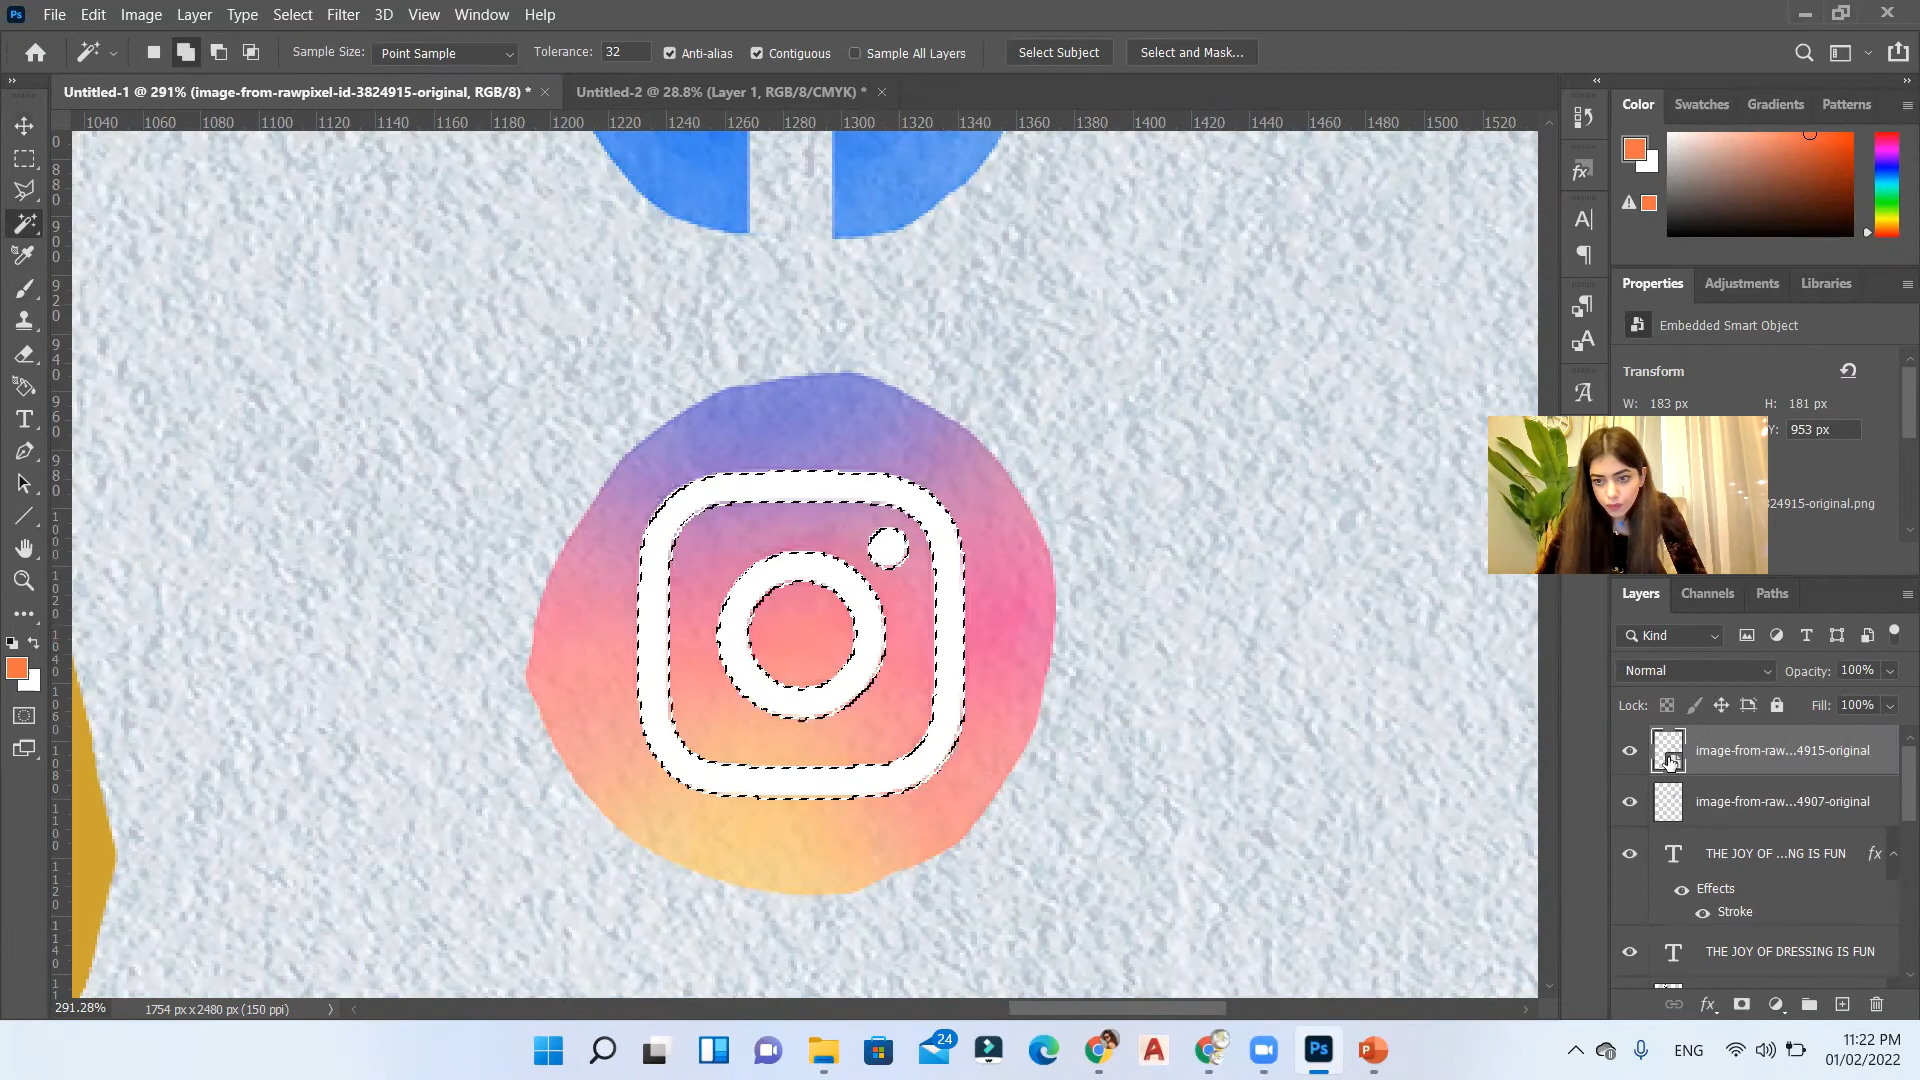 Ps File Edit Image Layer Type Select Filter 3D View Window Help
Sample Size: Point Sample Tolerance: 32 Anti-alias Contiguous Sample All Layers Select Subject Select and Mask...
Untitled-1 @ 291% (image-from-rawpixel-id-3824915-original, RGB/8) * Untitled-2 @ 28.8% (Layer 1, RGB/8/CMYK) *
1040 1060 1080 1100 1120 1140 1160 1180 1200 1220 1240 1260 1280 1300 1320 1340 1360 1380 1400 1420 1440 1460 1480 1500 1520
Color Swatches Gradients Patterns
Properties Adjustments Libraries
Embedded Smart Object
Transform
W: 183 px H: 181 px
Y: 953 px
324915-original.png
Layers Channels Paths
Kind
Normal Opacity: 100%
Lock: Fill: 100%
image-from-raw...4915-original
image-from-raw...4907-original
THE JOY OF ...NG IS FUN fx
Effects
Stroke
THE JOY OF DRESSING IS FUN
291.28% 1754 px x 2480 px (150 ppi)
24
Ps
ENG
11:22 PM
01/02/2022